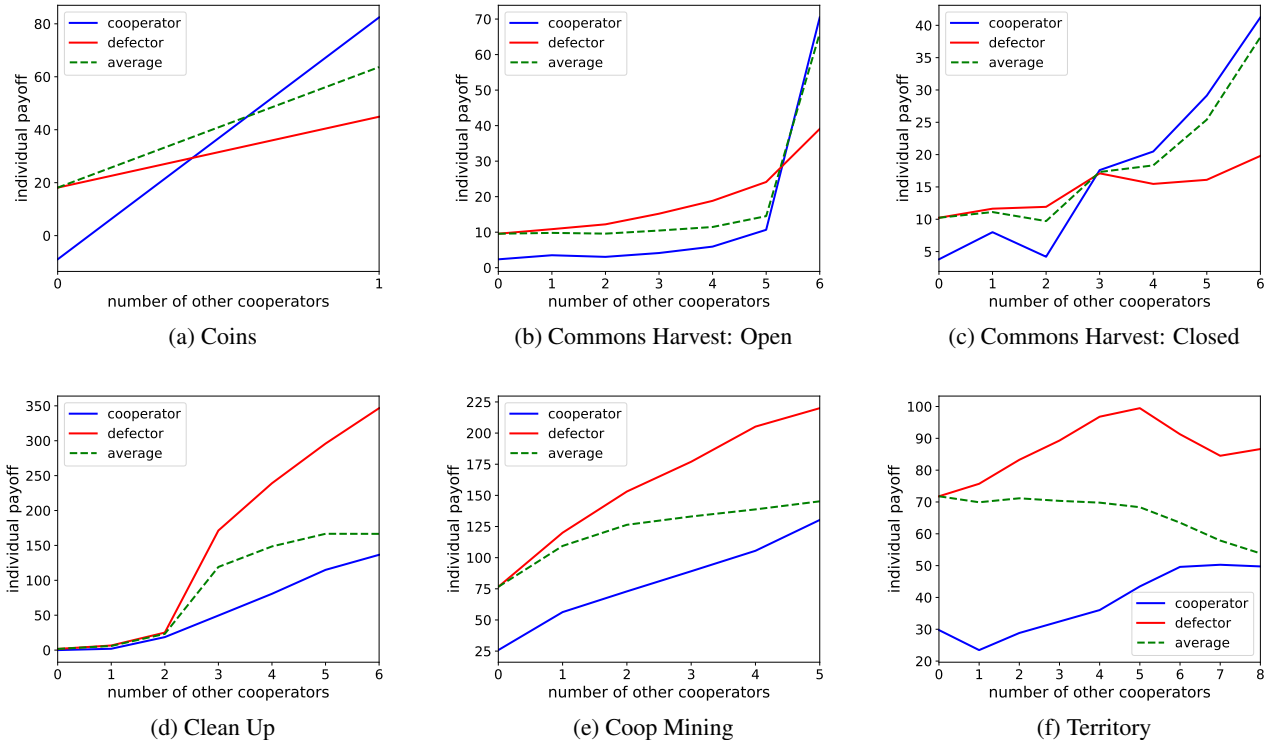 80
60
40
20
0
individual payoff
cooperator
defector
average
0
1
number of other cooperators
(a) Coins
70
60
50
40
30
20
10
0
individual payoff
cooperator
defector
average
0 1 2 3 4 5 6
number of other cooperators
(b) Commons Harvest: Open
40
35
30
25
20
15
10
5
individual payoff
cooperator
defector
average
0 1 2 3 4 5 6
number of other cooperators
(c) Commons Harvest: Closed
350
300
250
200
150
100
50
0
individual payoff
cooperator
defector
average
0 1 2 3 4 5 6
number of other cooperators
(d) Clean Up
225
200
175
150
125
100
75
50
25
individual payoff
cooperator
defector
average
0 1 2 3 4 5
number of other cooperators
(e) Coop Mining
100
90
80
70
60
50
40
30
20
individual payoff
cooperator
defector
average
0 1 2 3 4 5 6 7 8
number of other cooperators
(f) Territory